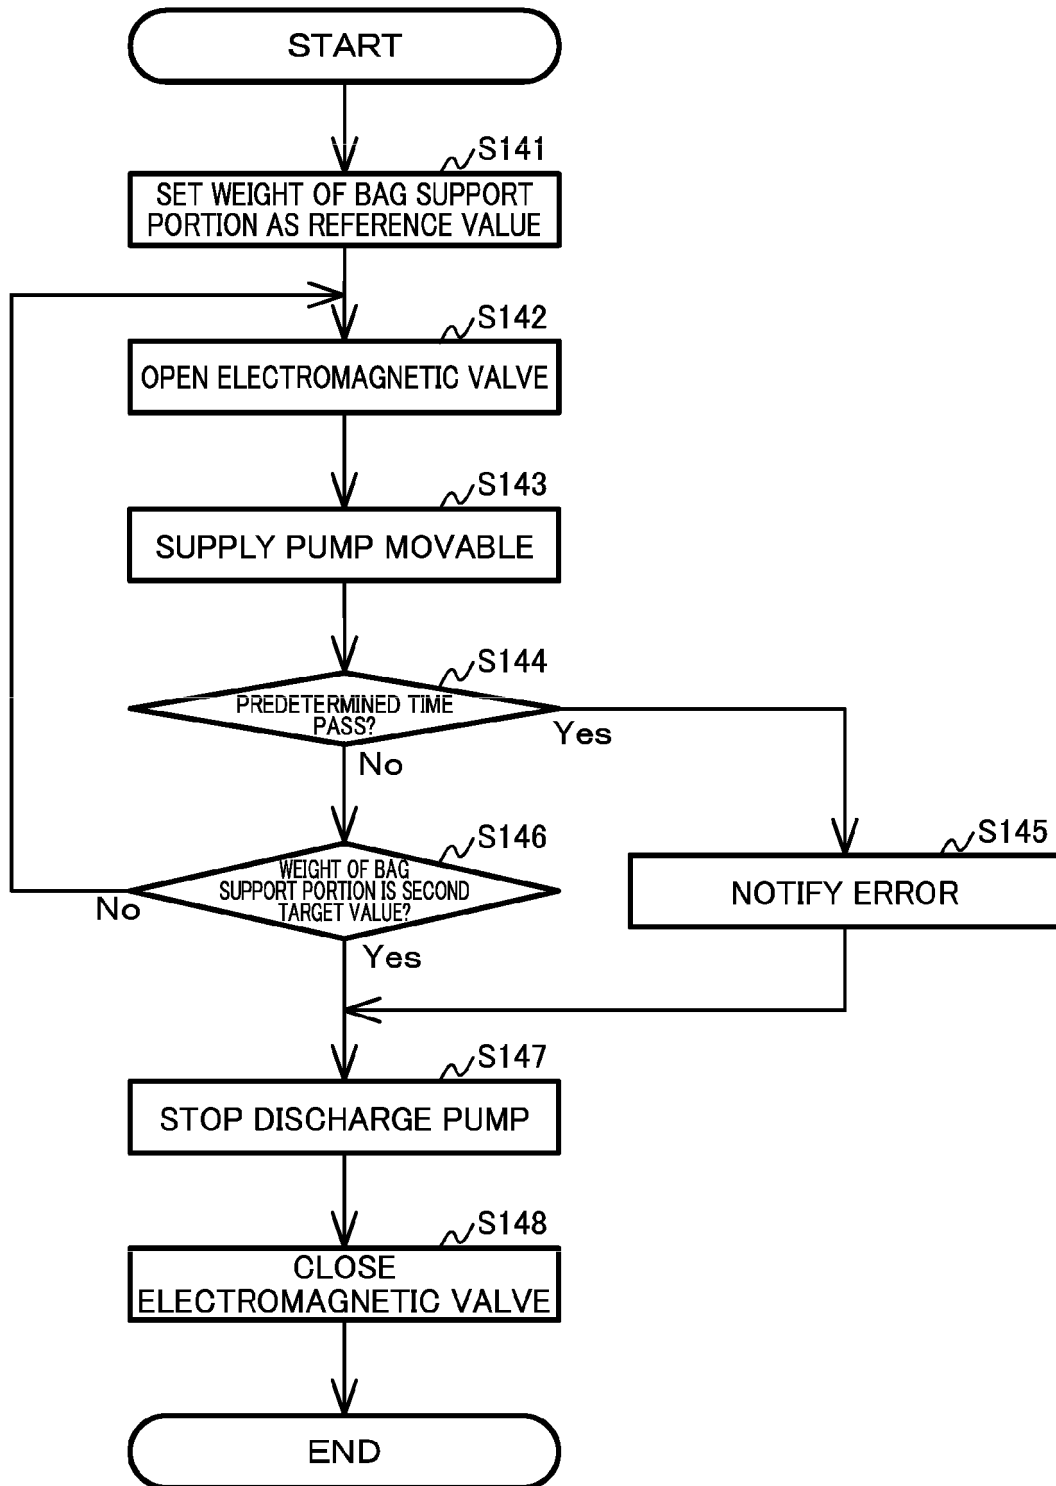 START
S141
SET WEIGHT OF BAG SUPPORT
PORTION AS REFERENCE VALUE
S142
OPEN ELECTROMAGNETIC VALVE
S143
SUPPLY PUMP MOVABLE
S144
PREDETERMINED TIME
PASS?
Yes
No
S146
WEIGHT OF BAG
SUPPORT PORTION IS SECOND
TARGET VALUE?
No
Yes
S145
NOTIFY ERROR
S147
STOP DISCHARGE PUMP
S148
CLOSE
ELECTROMAGNETIC VALVE
END